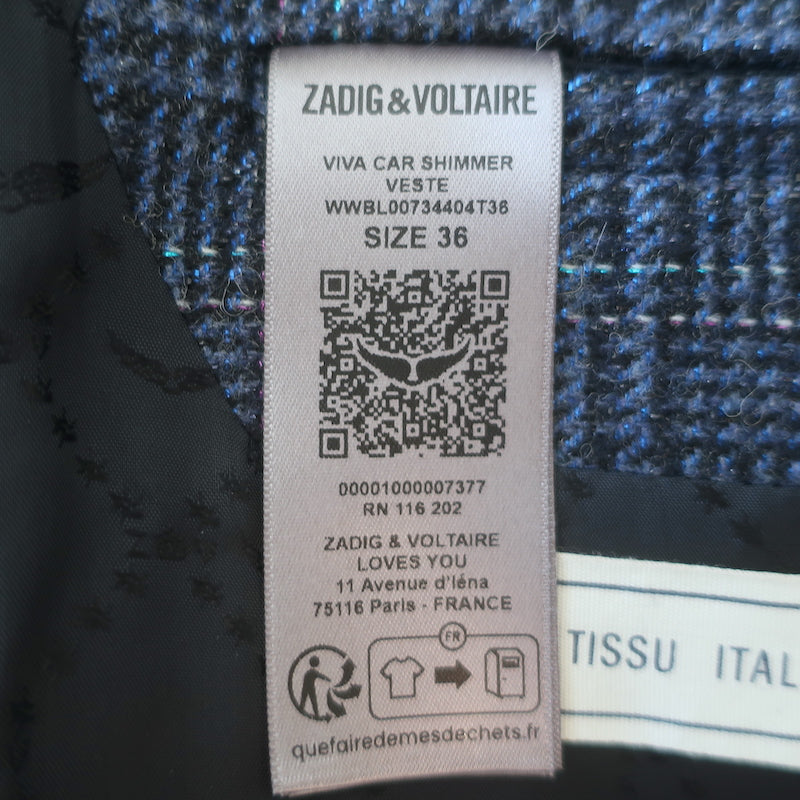 ZADIG&VOLTAIRE
VIVA CAR SHIMMER
VESTE
WWBL00734404T36
SIZE 36
00001000007377
RN 116 202
ZADIG & VOLTAIRE
LOVES YOU
11 Avenue d'Iéna
75116 Paris - FRANCE
FR
quefairedemesdechets.fr
TISSU ITAL